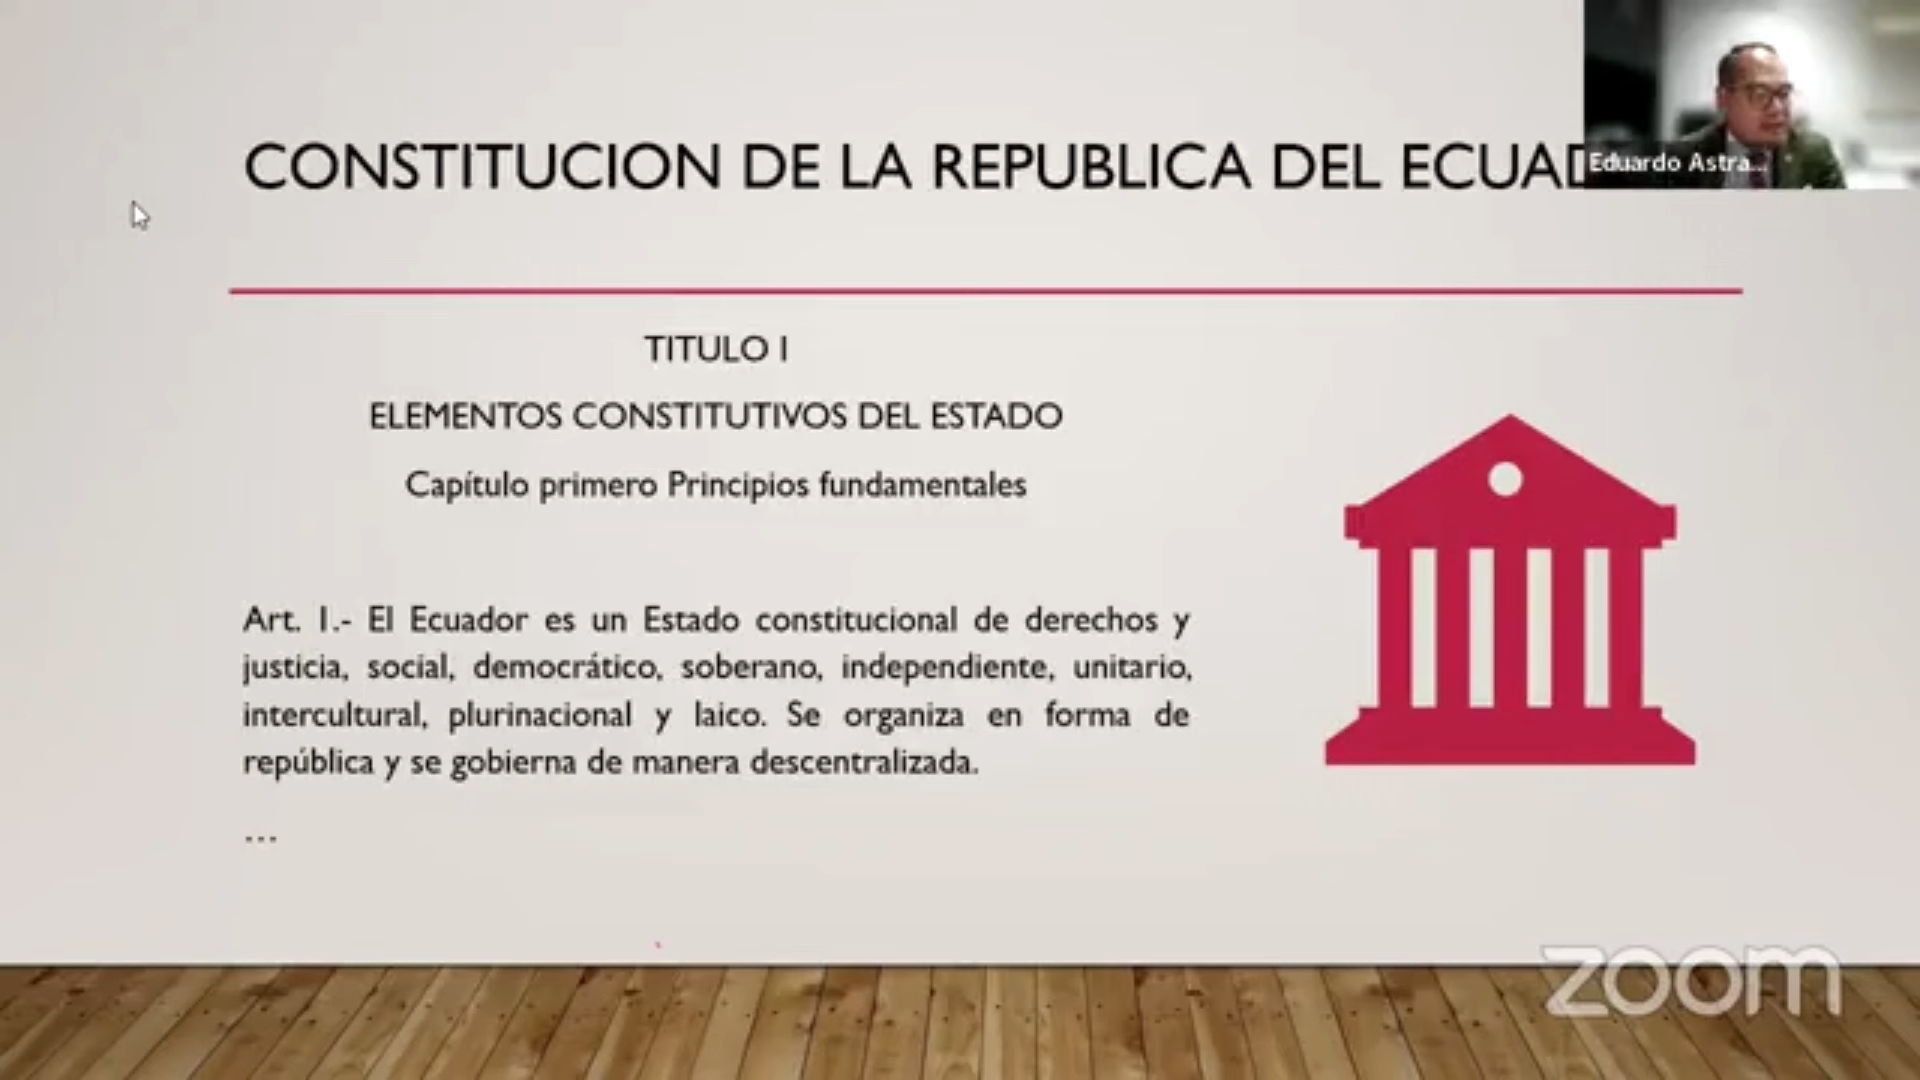 CONSTITUCION DE LA REPUBLICA DEL
Eduardo Astra...
TITULO I
ELEMENTOS CONSTITUTIVOS DEL ESTADO
Capítulo primero Principios fundamentales
Art. 1.- El Ecuador es un Estado constitucional de derechos y
justicia, social, democrático, soberano, independiente, unitario,
intercultural, plurinacional y laico. Se organiza en forma de
república y se gobierna de manera descentralizada.
...
zoom